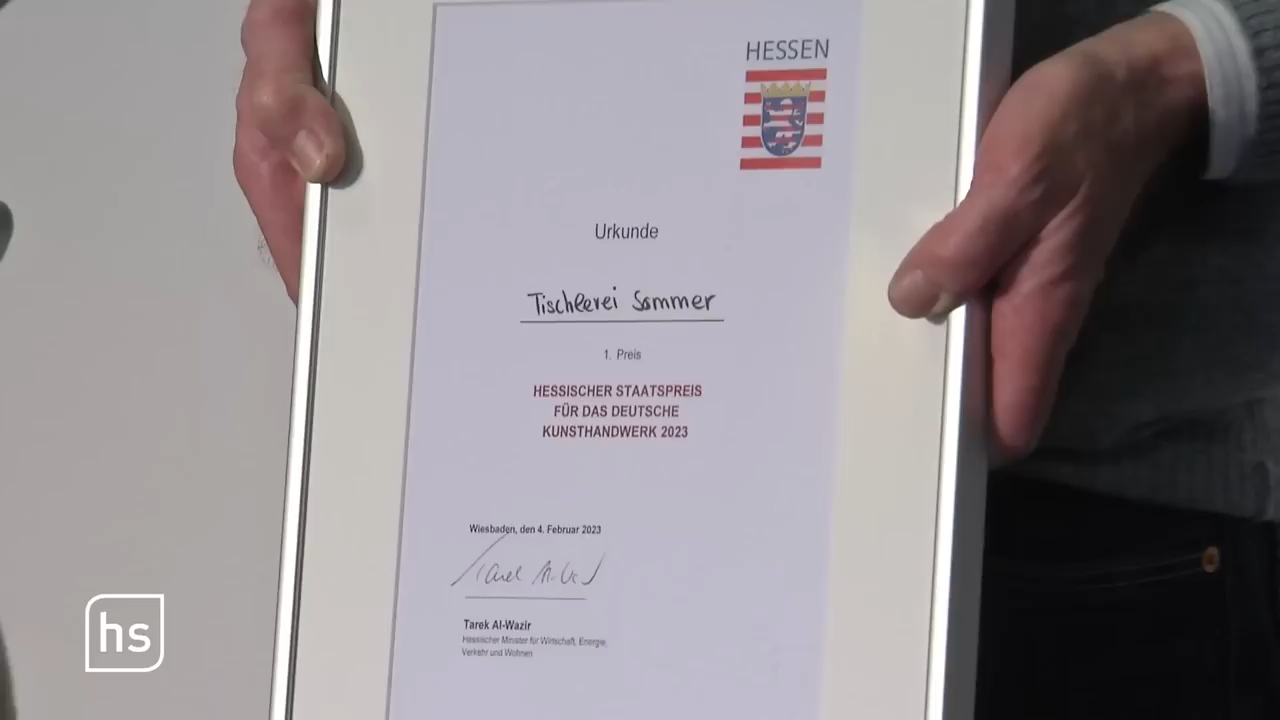 HESSEN
Urkunde
Tischlerei Sommer
1. Preis
HESSISCHER STAATSPREIS
FÜR DAS DEUTSCHE
KUNSTHANDWERK 2023
Wiesbaden, den 4. Februar 2023
Tarek Al-Wazir
Hessischer Minister für Wirtschaft, Energie,
Verkehr und Wohnen
hs